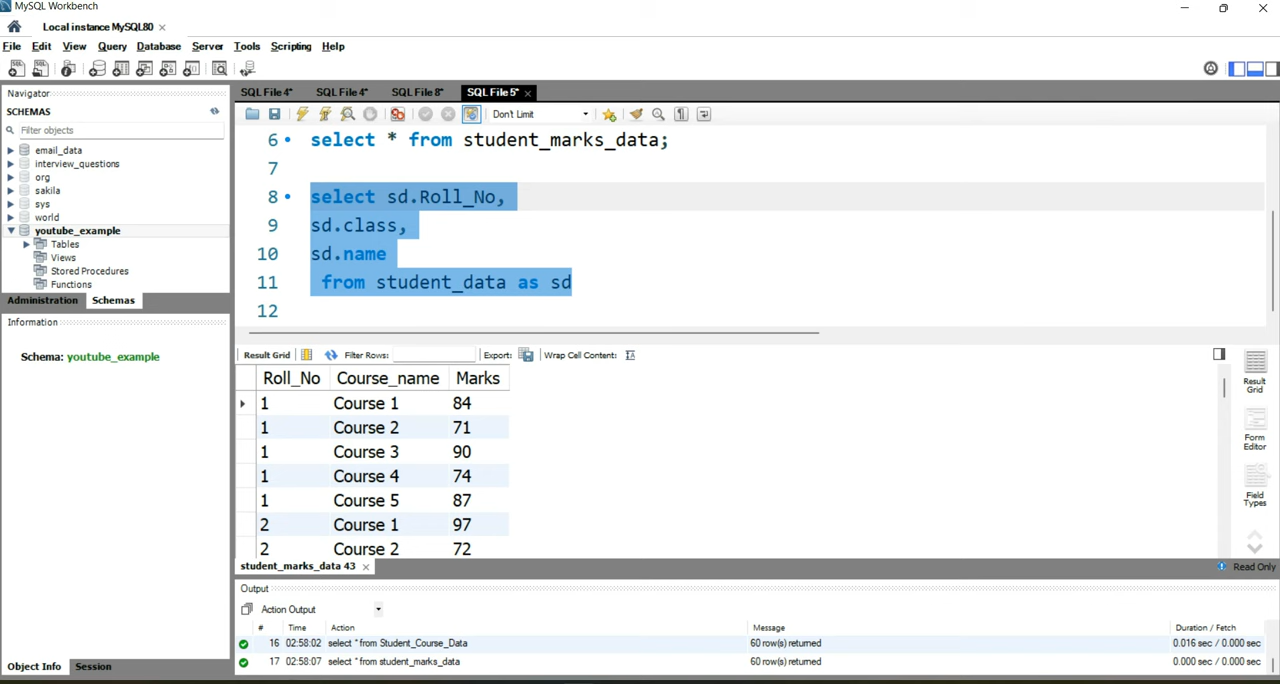 MySQL Workbench
Local instance MySQL80
File Edit View Query Database Server Tools Scripting Help
Navigator
SCHEMAS
Filter objects
email_data
interview_questions
org
sakila
sys
world
youtube_example
Tables
Views
Stored Procedures
Functions
Administration Schemas
Information
Schema: youtube_example
Object Info Session
SQL File 4* SQL File 4* SQL File 8* SQL File 5*
Don't Limit
6 select * from student_marks_data;
7
8 select sd.Roll_No,
9 sd.class,
10 sd.name
11 from student_data as sd
12
Result Grid Filter Rows: Export: Wrap Cell Content:
Roll_No Course_name Marks
1 Course 1 84
1 Course 2 71
1 Course 3 90
1 Course 4 74
1 Course 5 87
2 Course 1 97
2 Course 2 72
Result Grid
Form Editor
Field Types
student_marks_data 43
Read Only
Output
Action Output
# Time Action Message Duration / Fetch
16 02:58:02 select * from Student_Course_Data 60 row(s) returned 0.016 sec / 0.000 sec
17 02:58:07 select * from student_marks_data 60 row(s) returned 0.000 sec / 0.000 sec